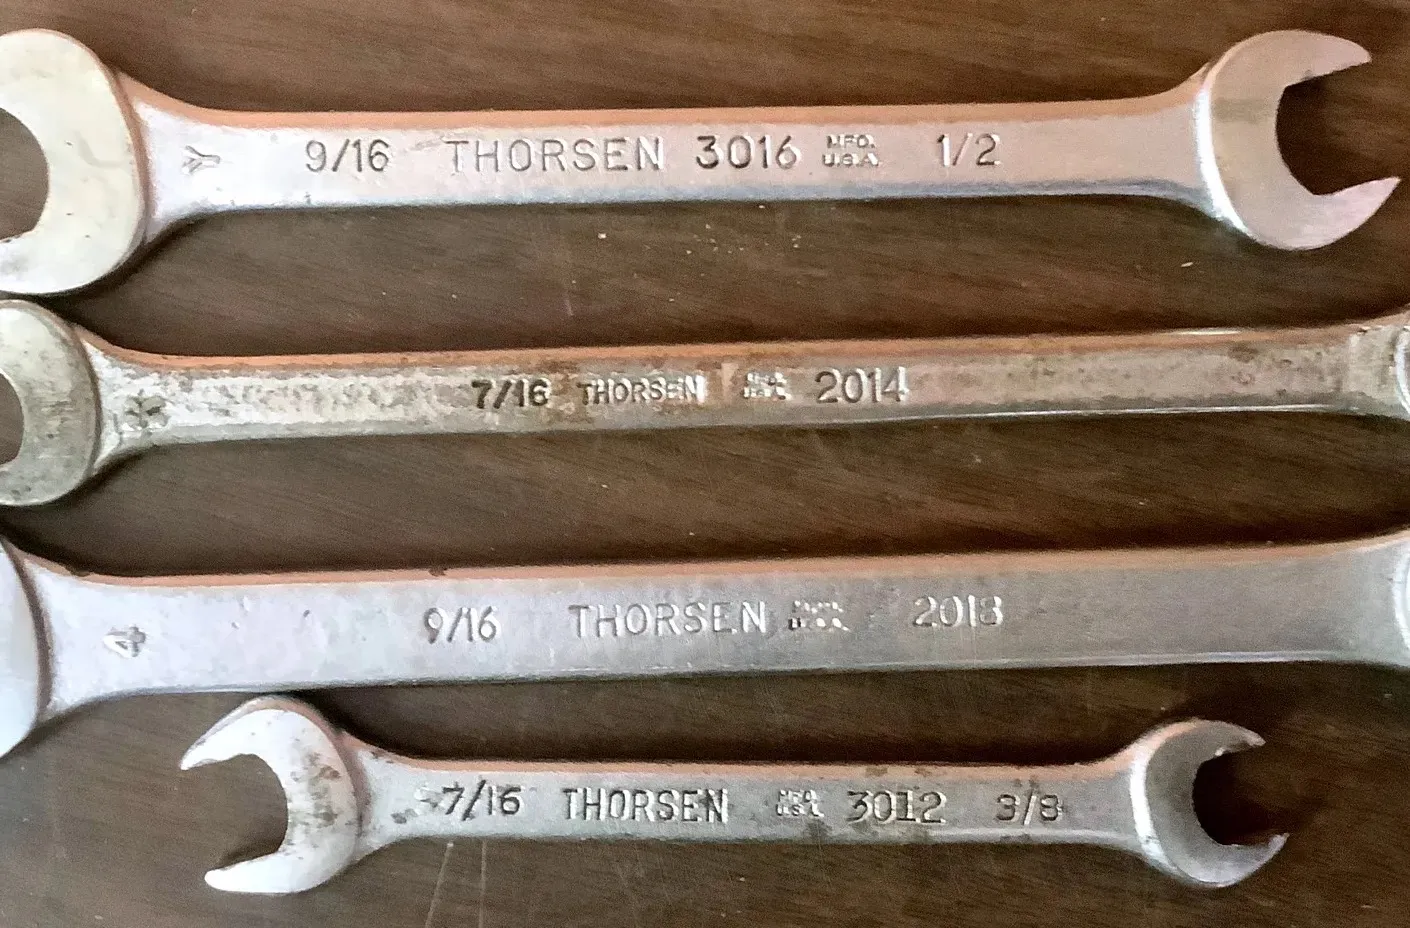 9/16 THORSEN 3016 MFD. U.S.A. 1/2
7/16 THORSEN 2014
9/16 THORSEN 2018
7/16 THORSEN MFD. U.S.A. 3012 3/8